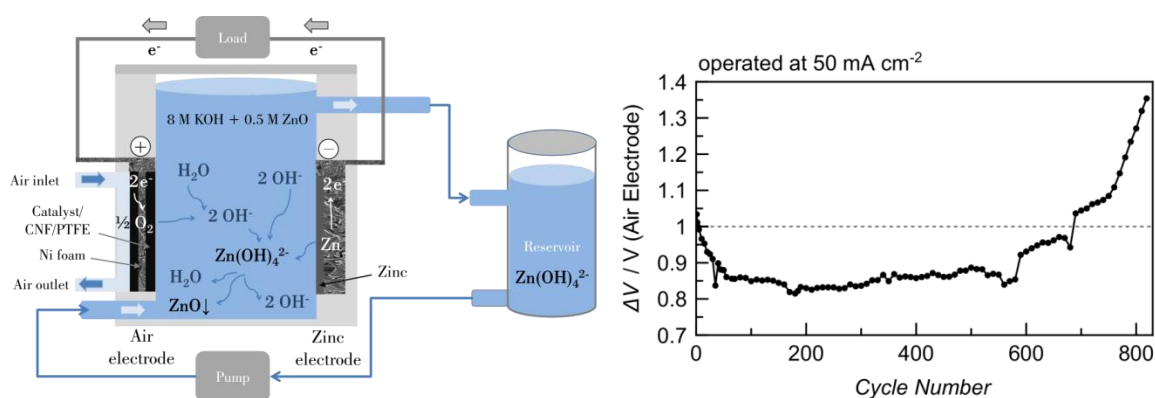 Load
e⁻
e⁻
8 M KOH + 0.5 M ZnO
+
−
Air inlet
Catalyst/
CNF/PTFE
Ni foam
Air outlet
2e⁻
½ O₂
H₂O
2 OH⁻
2 OH⁻
2e⁻
Zn
Zn(OH)₄²⁻
H₂O
2 OH⁻
ZnO↓
Zinc
Air
electrode
Zinc
electrode
Pump
Reservoir
Zn(OH)₄²⁻
operated at 50 mA cm⁻²
ΔV / V (Air Electrode)
1.4
1.3
1.2
1.1
1
0.9
0.8
0.7
0
200
400
600
800
Cycle Number